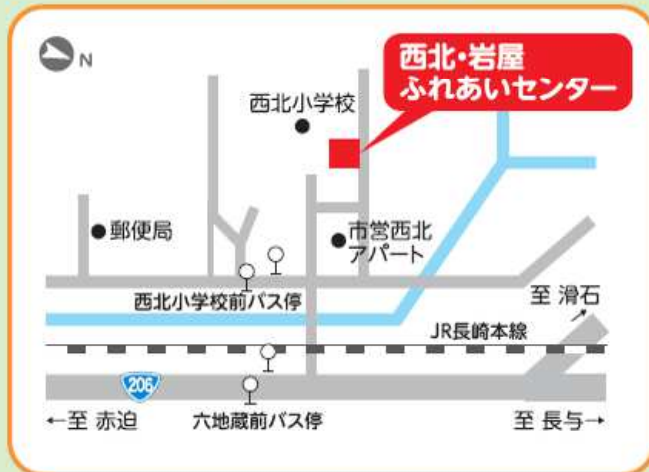 N
西北・岩屋
ふれあいセンター
西北小学校
郵便局
市営西北
アパート
西北小学校前バス停
至 滑石
JR長崎本線
206
←至 赤迫
六地蔵前バス停
至 長与→